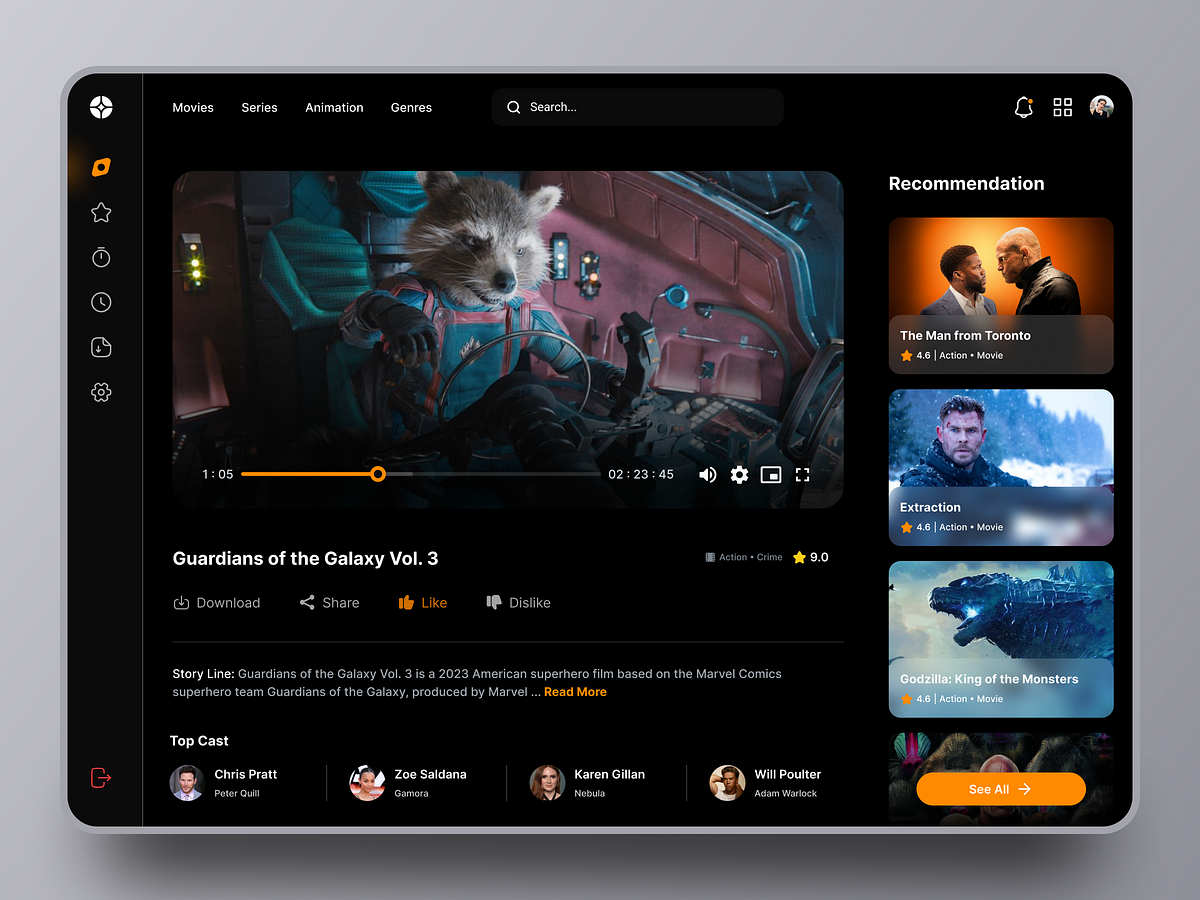 Movies
Series
Animation
Genres
Search...
1 : 05
02 : 23 : 45
Guardians of the Galaxy Vol. 3
Action • Crime
9.0
Download
Share
Like
Dislike
Story Line: Guardians of the Galaxy Vol. 3 is a 2023 American superhero film based on the Marvel Comics
superhero team Guardians of the Galaxy, produced by Marvel ... Read More
Top Cast
Chris Pratt
Peter Quill
Zoe Saldana
Gamora
Karen Gillan
Nebula
Will Poulter
Adam Warlock
Recommendation
The Man from Toronto
4.6 | Action • Movie
Extraction
4.6 | Action • Movie
Godzilla: King of the Monsters
4.6 | Action • Movie
See All